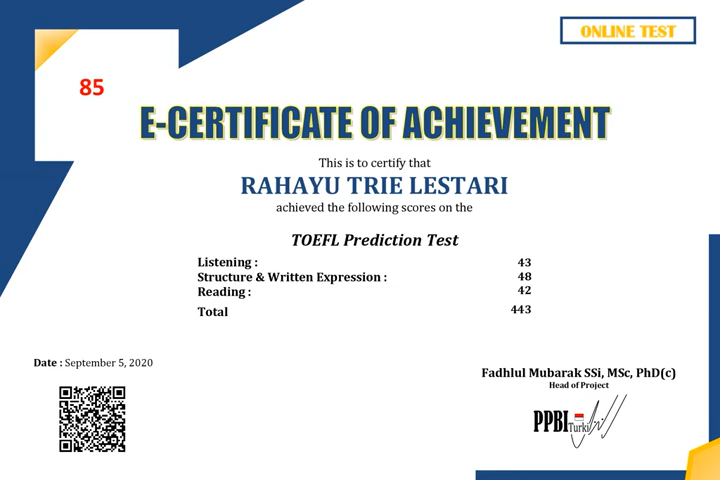 ONLINE TEST
85
E-CERTIFICATE OF ACHIEVEMENT
This is to certify that
RAHAYU TRIE LESTARI
achieved the following scores on the
TOEFL Prediction Test
Listening : 43
Structure & Written Expression : 48
Reading : 42
Total 443
Date : September 5, 2020
Fadhlul Mubarak SSi, MSc, PhD(c)
Head of Project
PPBI Turki